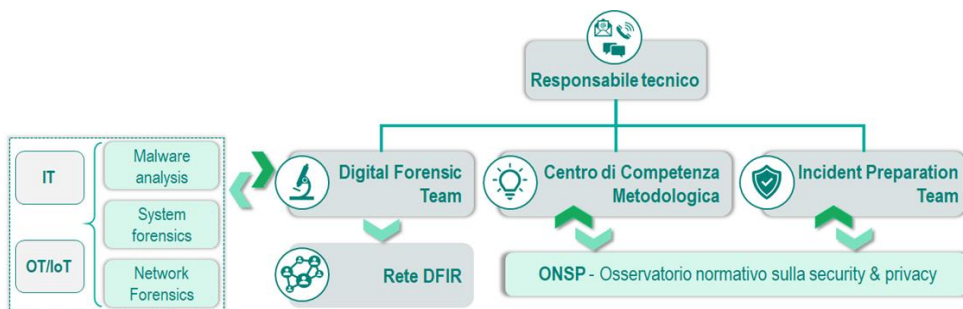 Responsabile tecnico
IT
OT/IoT
Malware
analysis
System
forensics
Network
Forensics
Digital Forensic
Team
Centro di Competenza
Metodologica
Incident Preparation
Team
Rete DFIR
ONSP - Osservatorio normativo sulla security & privacy